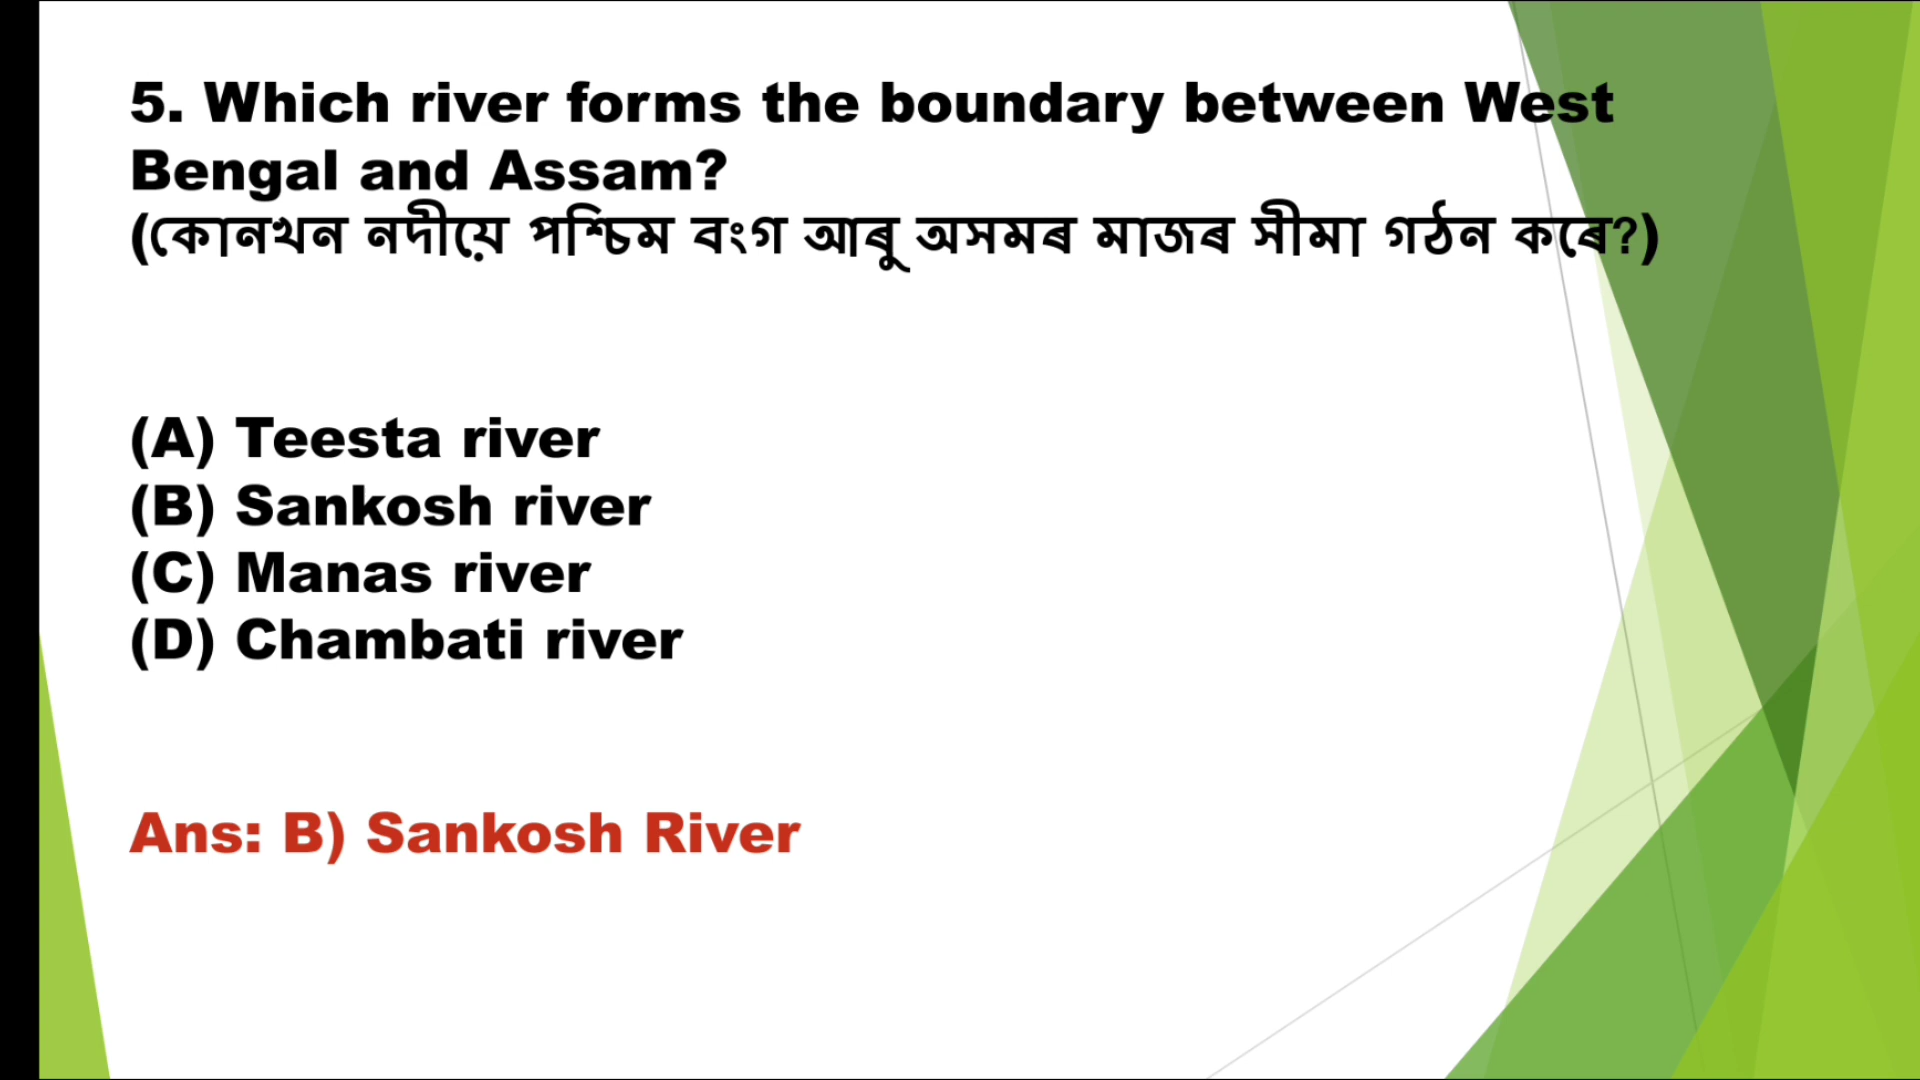 5. Which river forms the boundary between West
Bengal and Assam?
(কোনখন নদীয়ে পশ্চিম বংগ আৰু অসমৰ মাজৰ সীমা গঠন কৰে?)
(A) Teesta river
(B) Sankosh river
(C) Manas river
(D) Chambati river
Ans: B) Sankosh River